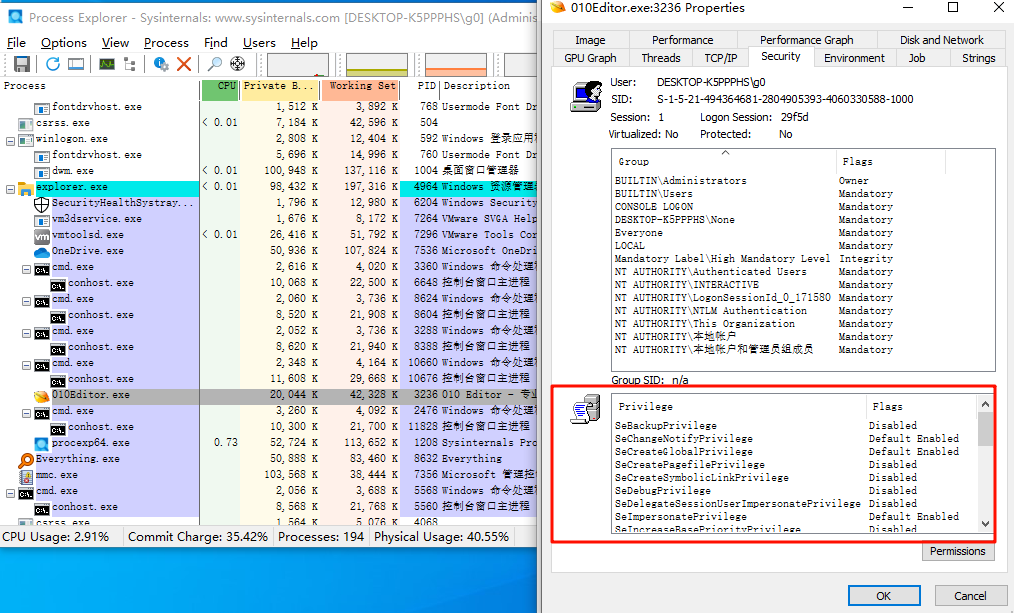 Process Explorer - Sysinternals: www.sysinternals.com [DESKTOP-K5PPPHS\g0] (Adminis
File Options View Process Find Users Help
Process CPU Private B... Working Set PID Description
fontdrvhost.exe 1,512 K 3,892 K 768 Usermode Font Dr
csrss.exe < 0.01 7,184 K 42,596 K 504
winlogon.exe 2,808 K 12,404 K 592 Windows 登录应用
fontdrvhost.exe 5,696 K 14,996 K 760 Usermode Font Dr
dwm.exe < 0.01 100,948 K 137,116 K 1004 桌面窗口管理器
explorer.exe < 0.01 98,432 K 197,316 K 4964 Windows 资源管理
SecurityHealthSystray... 1,796 K 12,980 K 6204 Windows Security
vm3dservice.exe 1,676 K 8,172 K 7264 VMware SVGA Help
vmtoolsd.exe < 0.01 26,416 K 51,792 K 7296 VMware Tools Cor
OneDrive.exe 50,936 K 107,824 K 7536 Microsoft OneDri
cmd.exe 2,616 K 4,020 K 3360 Windows 命令处理
conhost.exe 10,068 K 22,500 K 6648 控制台窗口主进程
cmd.exe 2,060 K 3,736 K 8624 Windows 命令处理
conhost.exe 8,520 K 21,908 K 8604 控制台窗口主进程
cmd.exe 2,052 K 3,736 K 3288 Windows 命令处理
conhost.exe 8,620 K 21,940 K 8388 控制台窗口主进程
cmd.exe 2,348 K 4,164 K 10660 Windows 命令处理
conhost.exe 11,608 K 29,668 K 10676 控制台窗口主进程
010Editor.exe 20,044 K 42,328 K 3236 010 Editor - 专业
cmd.exe 3,260 K 4,092 K 2476 Windows 命令处理
conhost.exe 10,300 K 21,700 K 11828 控制台窗口主进程
procexp64.exe 0.73 52,724 K 113,652 K 1208 Sysinternals Pro
Everything.exe 50,888 K 83,460 K 8632 Everything
mmc.exe 103,568 K 38,444 K 7356 Microsoft 管理控
cmd.exe 2,056 K 3,688 K 5568 Windows 命令处理
conhost.exe 8,568 K 21,768 K 5560 控制台窗口主进程
csrss.exe 1,564 K 5,076 K 4068
CPU Usage: 2.91% Commit Charge: 35.42% Processes: 194 Physical Usage: 40.55%
010Editor.exe:3236 Properties
Image Performance Performance Graph Disk and Network
GPU Graph Threads TCP/IP Security Environment Job Strings
User: DESKTOP-K5PPPHS\g0
SID: S-1-5-21-494364681-2804905393-4060330588-1000
Session: 1 Logon Session: 29f5d
Virtualized: No Protected: No
Group Flags
BUILTIN\Administrators Owner
BUILTIN\Users Mandatory
CONSOLE LOGON Mandatory
DESKTOP-K5PPPHS\None Mandatory
Everyone Mandatory
LOCAL Mandatory
Mandatory Label\High Mandatory Level Integrity
NT AUTHORITY\Authenticated Users Mandatory
NT AUTHORITY\INTERACTIVE Mandatory
NT AUTHORITY\LogonSessionId_0_171580 Mandatory
NT AUTHORITY\NTLM Authentication Mandatory
NT AUTHORITY\This Organization Mandatory
NT AUTHORITY\本地帐户 Mandatory
NT AUTHORITY\本地帐户和管理员组成员 Mandatory
Group SID: n/a
Privilege Flags
SeBackupPrivilege Disabled
SeChangeNotifyPrivilege Default Enabled
SeCreateGlobalPrivilege Default Enabled
SeCreatePagefilePrivilege Disabled
SeCreateSymbolicLinkPrivilege Disabled
SeDebugPrivilege Disabled
SeDelegateSessionUserImpersonatePrivilege Disabled
SeImpersonatePrivilege Default Enabled
SeIncreaseBasePriorityPrivilege Disabled
Permissions
OK Cancel